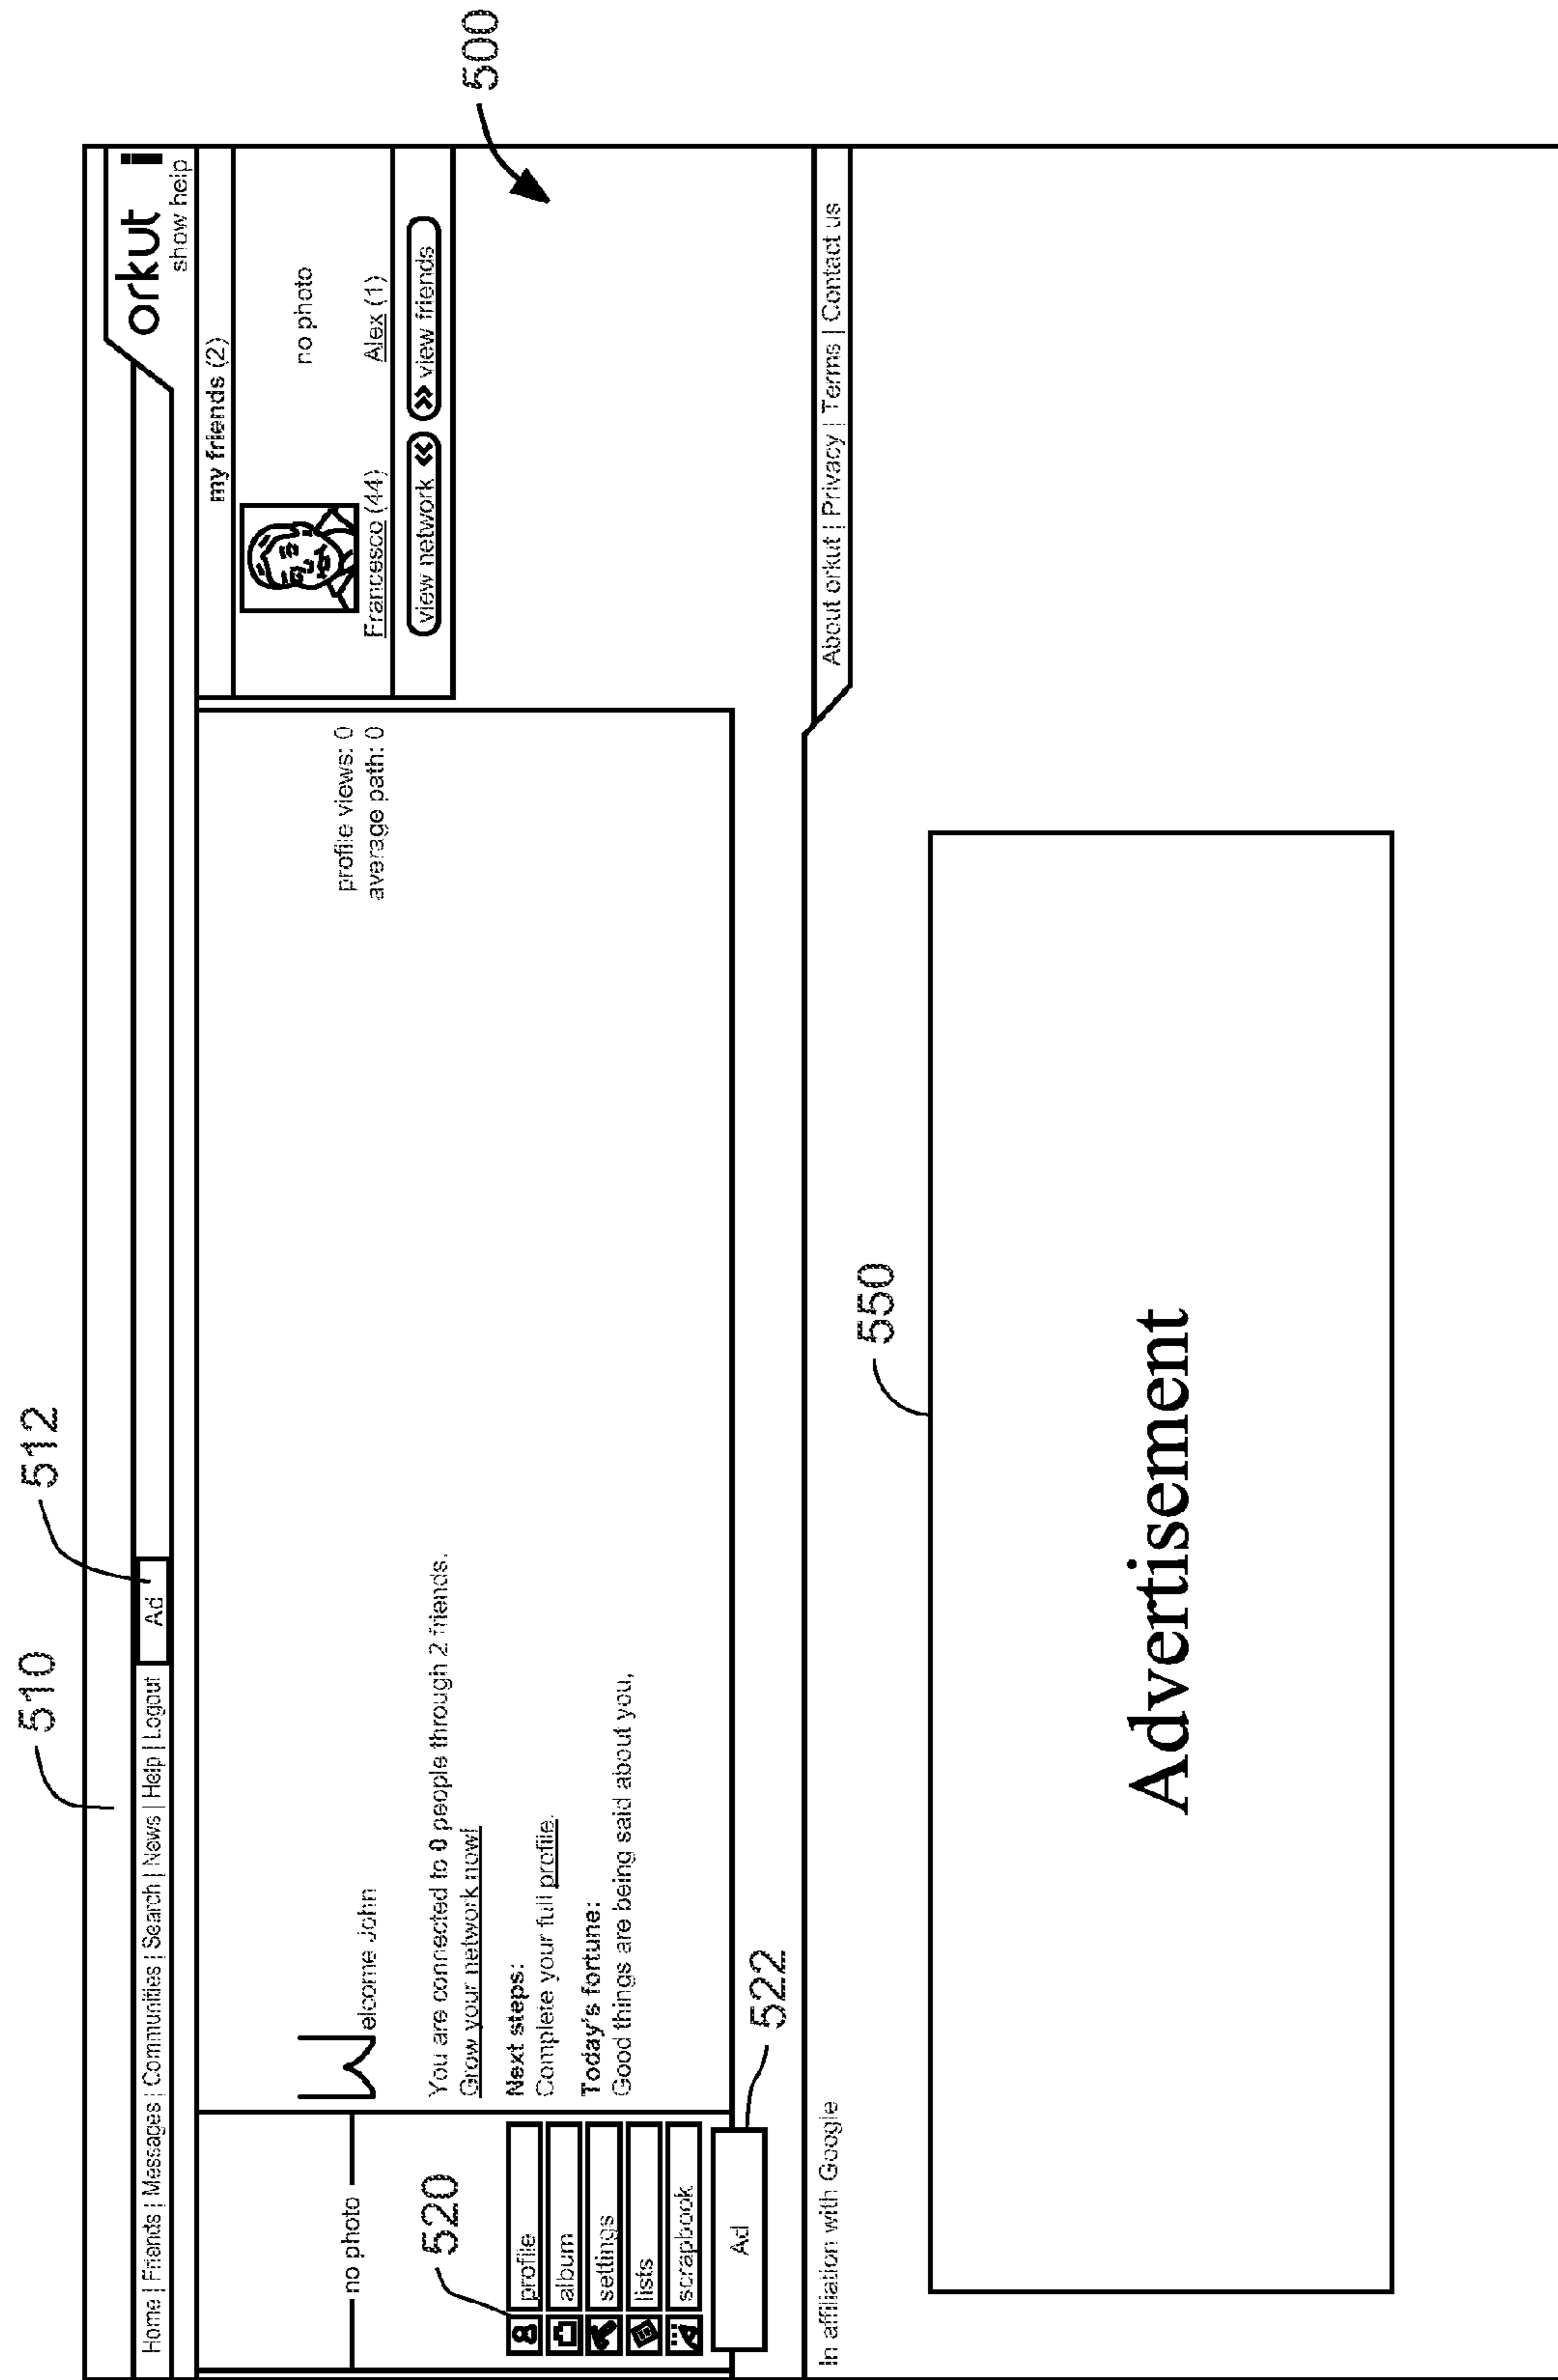 510
512
Home | Friends | Messages | Communities | Search | News | Help | Logout
Ad
orkut i
show help
no photo
Welcome John
profile views: 0
average path: 0
You are connected to 0 people through 2 friends.
Grow your network now!
Next steps:
Complete your full profile.
Today's fortune:
Good things are being said about you,
520
profile
album
settings
lists
scrapbook
Ad
522
my friends (2)
no photo
Francesco (44)
Alex (1)
view network
view friends
500
In affiliation with Google
About orkut | Privacy | Terms | Contact us
550
Advertisement